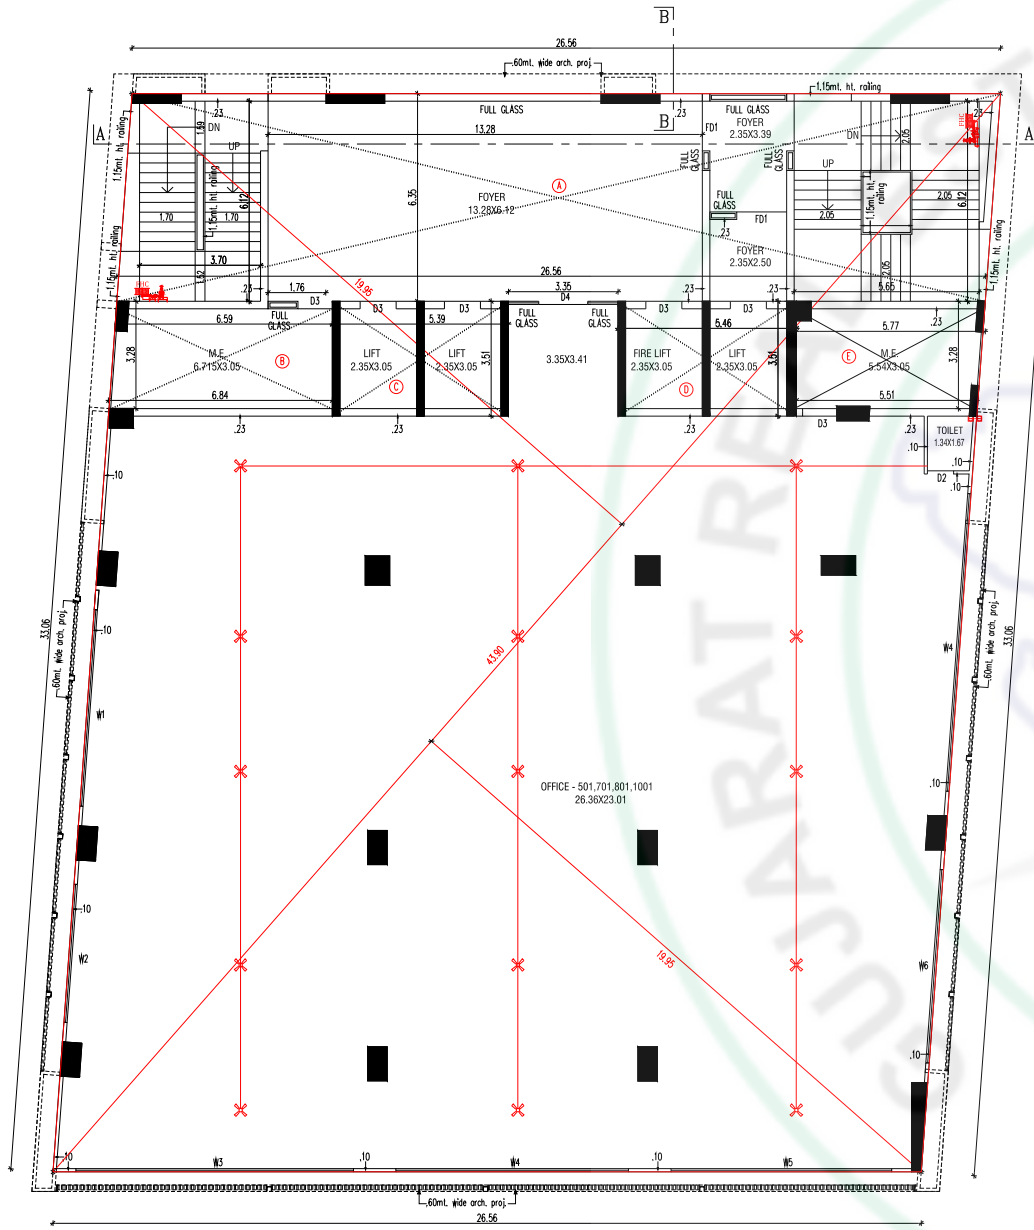 B
26.56
.60mt. wide arch. proj.
1.15mt. ht. railing
.23
FULL GLASS
.23
FULL GLASS
FOYER
2.35X3.39
.23
FHC
A
1.59
DN
13.28
B
FD1
DN
2.05
A
1.15mt. ht. railing
UP
FULL
GLASS
FULL
GLASS
UP
1.15mt. ht. railing
6.12
6.35
A
FOYER
13.28X6.12
FULL
GLASS
2.05
1.15mt. ht.
railing
2.05
6.12
1.70
1.70
.23
FD1
2.05
1.15mt. ht. railing
3.70
1.52
FOYER
2.35X2.50
2.05
1.15mt. ht. railing
FHC
.23
1.76
19.95
26.56
3.35
.23
.23
5.65
D3
D3
D3
D4
D3
D3
.23
6.59
FULL
GLASS
5.39
FULL
GLASS
FULL
GLASS
5.46
5.77
3.28
M.E.
6.715X3.05
B
LIFT
2.35X3.05
C
LIFT
2.35X3.05
3.51
3.35X3.41
FIRE LIFT
2.35X3.05
D
LIFT
2.35X3.05
3.51
E
M.E.
5.54X3.05
3.28
6.84
5.51
.23
.23
.23
D3
.23
TOILET
1.34X1.67
.10
.10
.10
D2
.10
33.06
.60mt. wide arch. proj.
.10
43.90
W4
.60mt. wide arch. proj.
33.06
W1
OFFICE - 501,701,801,1001
26.36X23.01
.10
.10
W2
19.95
W6
.10
.10
W3
.10
W4
.10
W5
.60mt. wide arch. proj.
26.56
GUJARAT REA